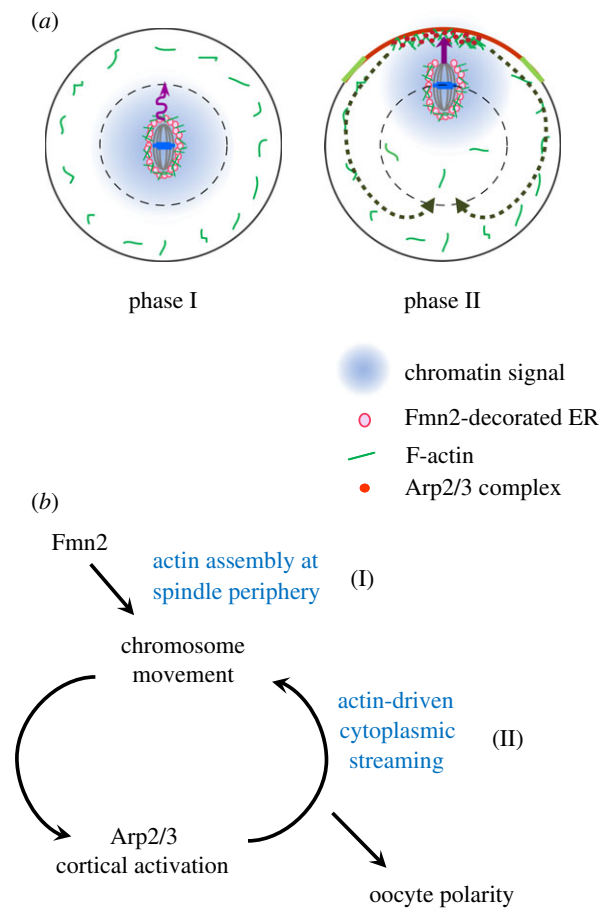 (a)
phase I
phase II
chromatin signal
Fmn2-decorated ER
F-actin
Arp2/3 complex
(b)
Fmn2
actin assembly at
spindle periphery
(I)
chromosome
movement
actin-driven
cytoplasmic
streaming
(II)
Arp2/3
cortical activation
oocyte polarity